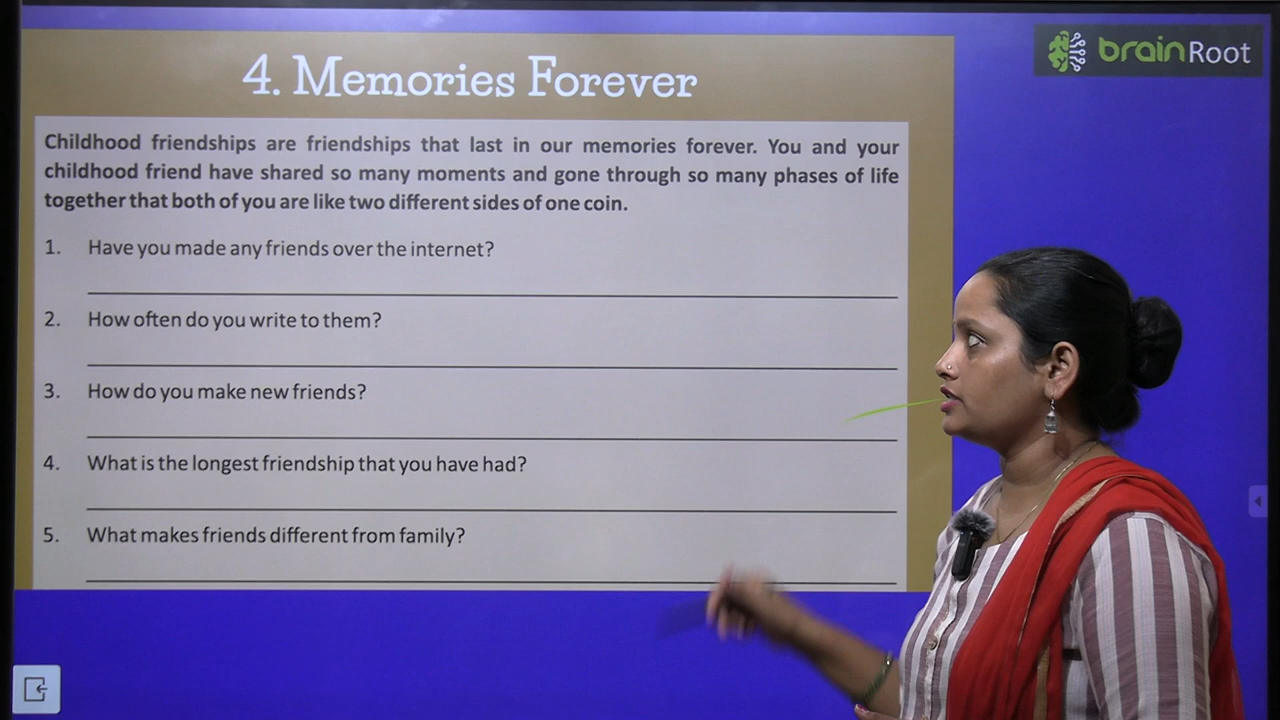 4. Memories Forever
brainRoot
Childhood friendships are friendships that last in our memories forever. You and your
childhood friend have shared so many moments and gone through so many phases of life
together that both of you are like two different sides of one coin.
1. Have you made any friends over the internet?
2. How often do you write to them?
3. How do you make new friends?
4. What is the longest friendship that you have had?
5. What makes friends different from family?